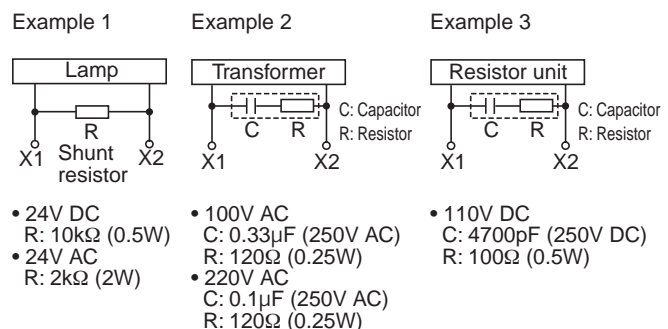 Example 1
Lamp
R
X1 Shunt X2
resistor
• 24V DC
R: 10kΩ (0.5W)
• 24V AC
R: 2kΩ (2W)
Example 2
Transformer
C R
C: Capacitor
R: Resistor
X1 X2
• 100V AC
C: 0.33µF (250V AC)
R: 120Ω (0.25W)
• 220V AC
C: 0.1µF (250V AC)
R: 120Ω (0.25W)
Example 3
Resistor unit
C R
C: Capacitor
R: Resistor
X1 X2
• 110V DC
C: 4700pF (250V DC)
R: 100Ω (0.5W)